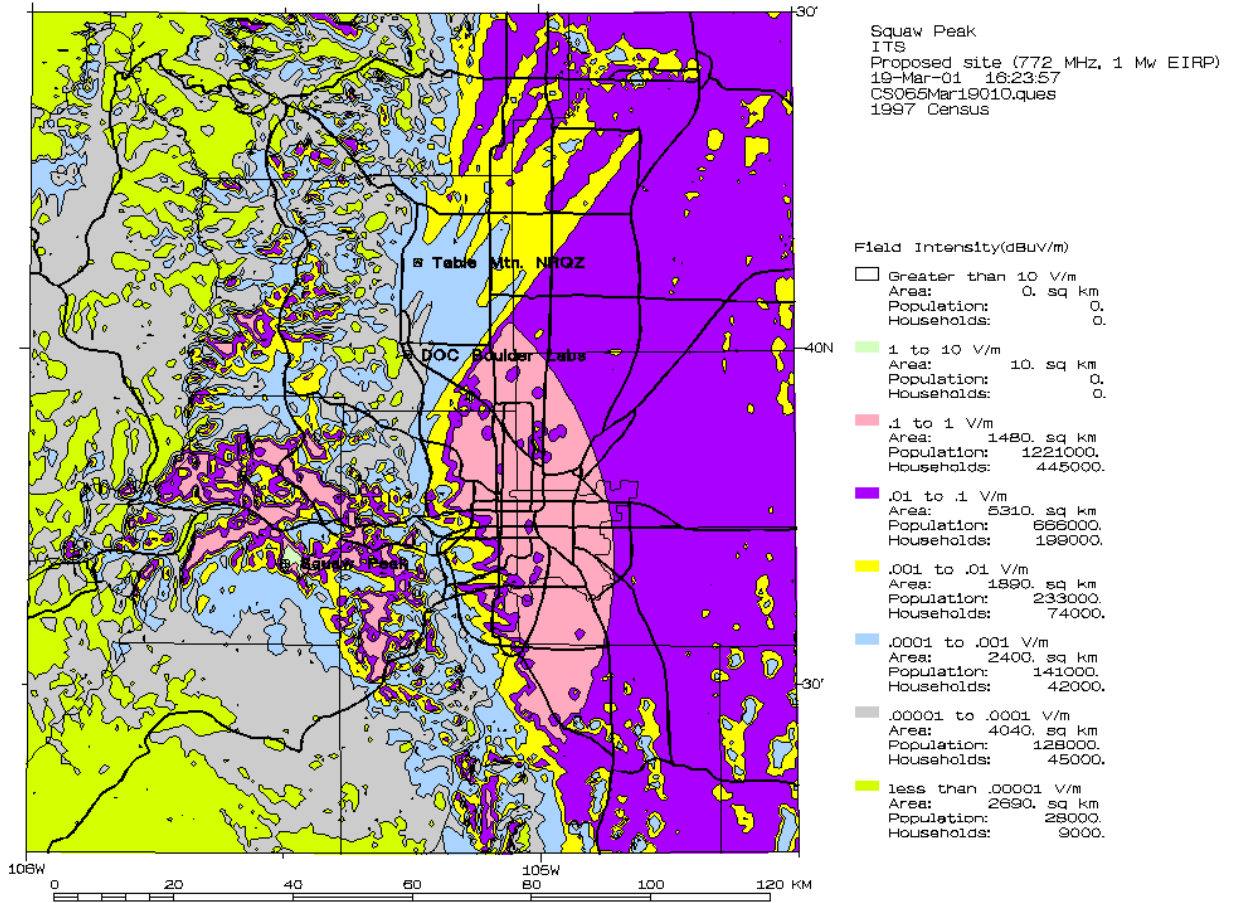 30'
Squaw Peak
ITS
Proposed site (772 MHz, 1 Mw EIRP)
19-Mar-01 16:23:57
CS065Mar19010.ques
1997 Census
Table Mtn. NRQZ
DOC Boulder Labs
40N
Squaw Peak
30'
106W
105W
0 20 40 60 80 100 120 KM
Field Intensity(dBuV/m)
Greater than 10 V/m
Area: 0. sq km
Population: 0.
Households: 0.
1 to 10 V/m
Area: 10. sq km
Population: 0.
Households: 0.
.1 to 1 V/m
Area: 1480. sq km
Population: 1221000.
Households: 445000.
.01 to .1 V/m
Area: 5310. sq km
Population: 666000.
Households: 199000.
.001 to .01 V/m
Area: 1890. sq km
Population: 233000.
Households: 74000.
.0001 to .001 V/m
Area: 2400. sq km
Population: 141000.
Households: 42000.
.00001 to .0001 V/m
Area: 4040. sq km
Population: 128000.
Households: 45000.
less than .00001 V/m
Area: 2690. sq km
Population: 28000.
Households: 9000.